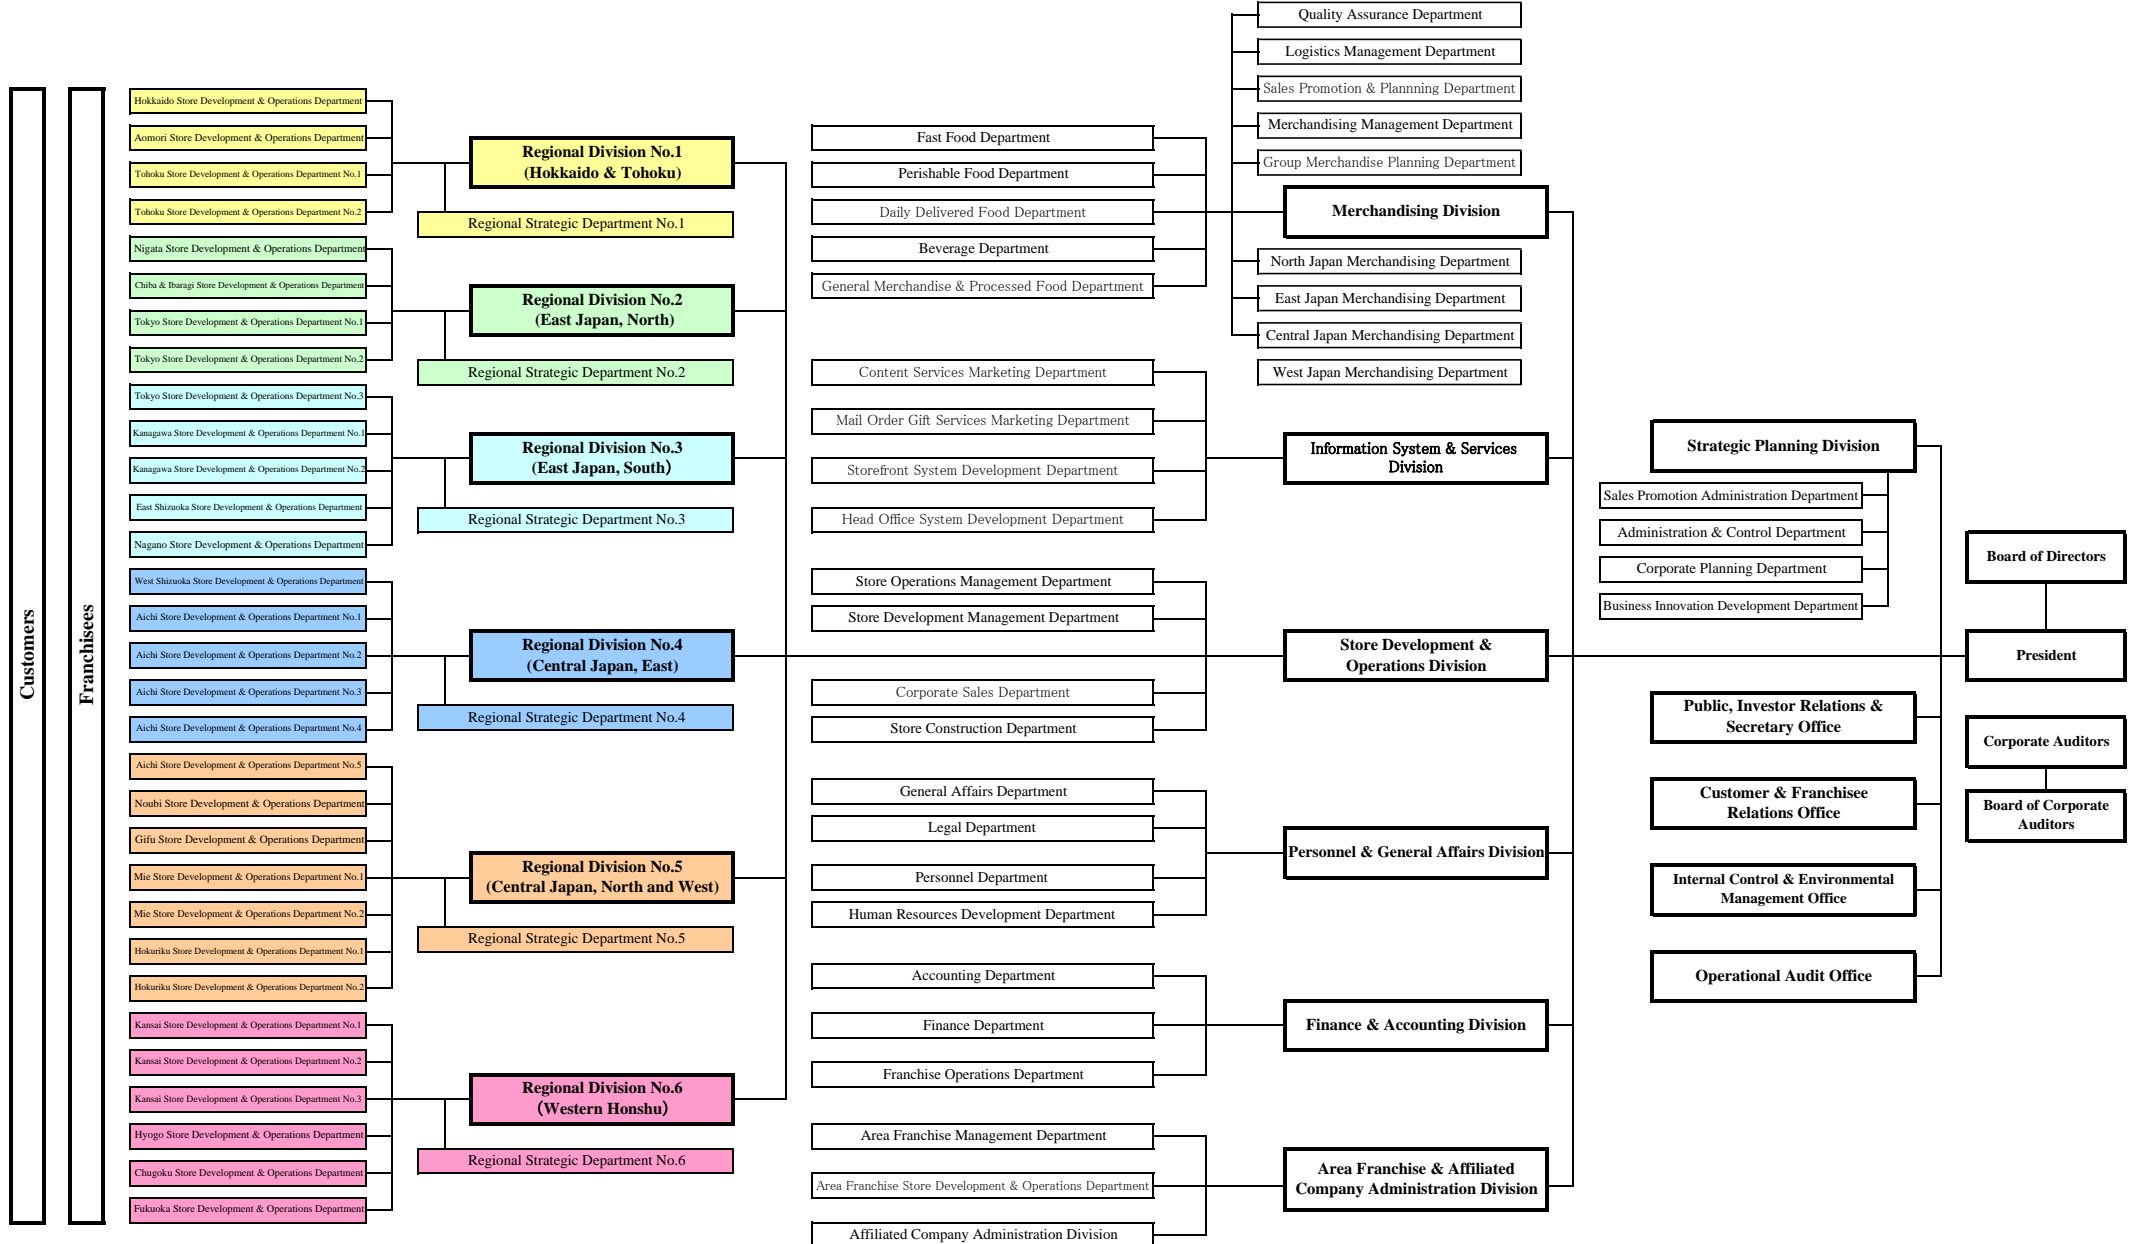 Customers
Franchisees
Hokkaido Store Development & Operations Department
Aomori Store Development & Operations Department
Tohoku Store Development & Operations Department No.1
Tohoku Store Development & Operations Department No.2
Nigata Store Development & Operations Department
Chiba & Ibaragi Store Development & Operations Department
Tokyo Store Development & Operations Department No.1
Tokyo Store Development & Operations Department No.2
Tokyo Store Development & Operations Department No.3
Kanagawa Store Development & Operations Department No.1
Kanagawa Store Development & Operations Department No.2
East Shizuoka Store Development & Operations Department
Nagano Store Development & Operations Department
West Shizuoka Store Development & Operations Department
Aichi Store Development & Operations Department No.1
Aichi Store Development & Operations Department No.2
Aichi Store Development & Operations Department No.3
Aichi Store Development & Operations Department No.4
Aichi Store Development & Operations Department No.5
Noubi Store Development & Operations Department
Gifu Store Development & Operations Department
Mie Store Development & Operations Department No.1
Mie Store Development & Operations Department No.2
Hokuriku Store Development & Operations Department No.1
Hokuriku Store Development & Operations Department No.2
Kansai Store Development & Operations Department No.1
Kansai Store Development & Operations Department No.2
Kansai Store Development & Operations Department No.3
Hyogo Store Development & Operations Department
Chugoku Store Development & Operations Department
Fukuoka Store Development & Operations Department
Regional Division No.1
(Hokkaido & Tohoku)
Regional Strategic Department No.1
Regional Division No.2
(East Japan, North)
Regional Strategic Department No.2
Regional Division No.3
(East Japan, South)
Regional Strategic Department No.3
Regional Division No.4
(Central Japan, East)
Regional Strategic Department No.4
Regional Division No.5
(Central Japan, North and West)
Regional Strategic Department No.5
Regional Division No.6
(Western Honshu)
Regional Strategic Department No.6
Fast Food Department
Perishable Food Department
Daily Delivered Food Department
Beverage Department
General Merchandise & Processed Food Department
Content Services Marketing Department
Mail Order Gift Services Marketing Department
Storefront System Development Department
Head Office System Development Department
Store Operations Management Department
Store Development Management Department
Corporate Sales Department
Store Construction Department
General Affairs Department
Legal Department
Personnel Department
Human Resources Development Department
Accounting Department
Finance Department
Franchise Operations Department
Area Franchise Management Department
Area Franchise Store Development & Operations Department
Affiliated Company Administration Division
Quality Assurance Department
Logistics Management Department
Sales Promotion & Plannning Department
Merchandising Management Department
Group Merchandise Planning Department
Merchandising Division
North Japan Merchandising Department
East Japan Merchandising Department
Central Japan Merchandising Department
West Japan Merchandising Department
Information System & Services
Division
Store Development &
Operations Division
Personnel & General Affairs Division
Finance & Accounting Division
Area Franchise & Affiliated
Company Administration Division
Strategic Planning Division
Sales Promotion Administration Department
Administration & Control Department
Corporate Planning Department
Business Innovation Development Department
Public, Investor Relations &
Secretary Office
Customer & Franchisee
Relations Office
Internal Control & Environmental
Management Office
Operational Audit Office
Board of Directors
President
Corporate Auditors
Board of Corporate
Auditors